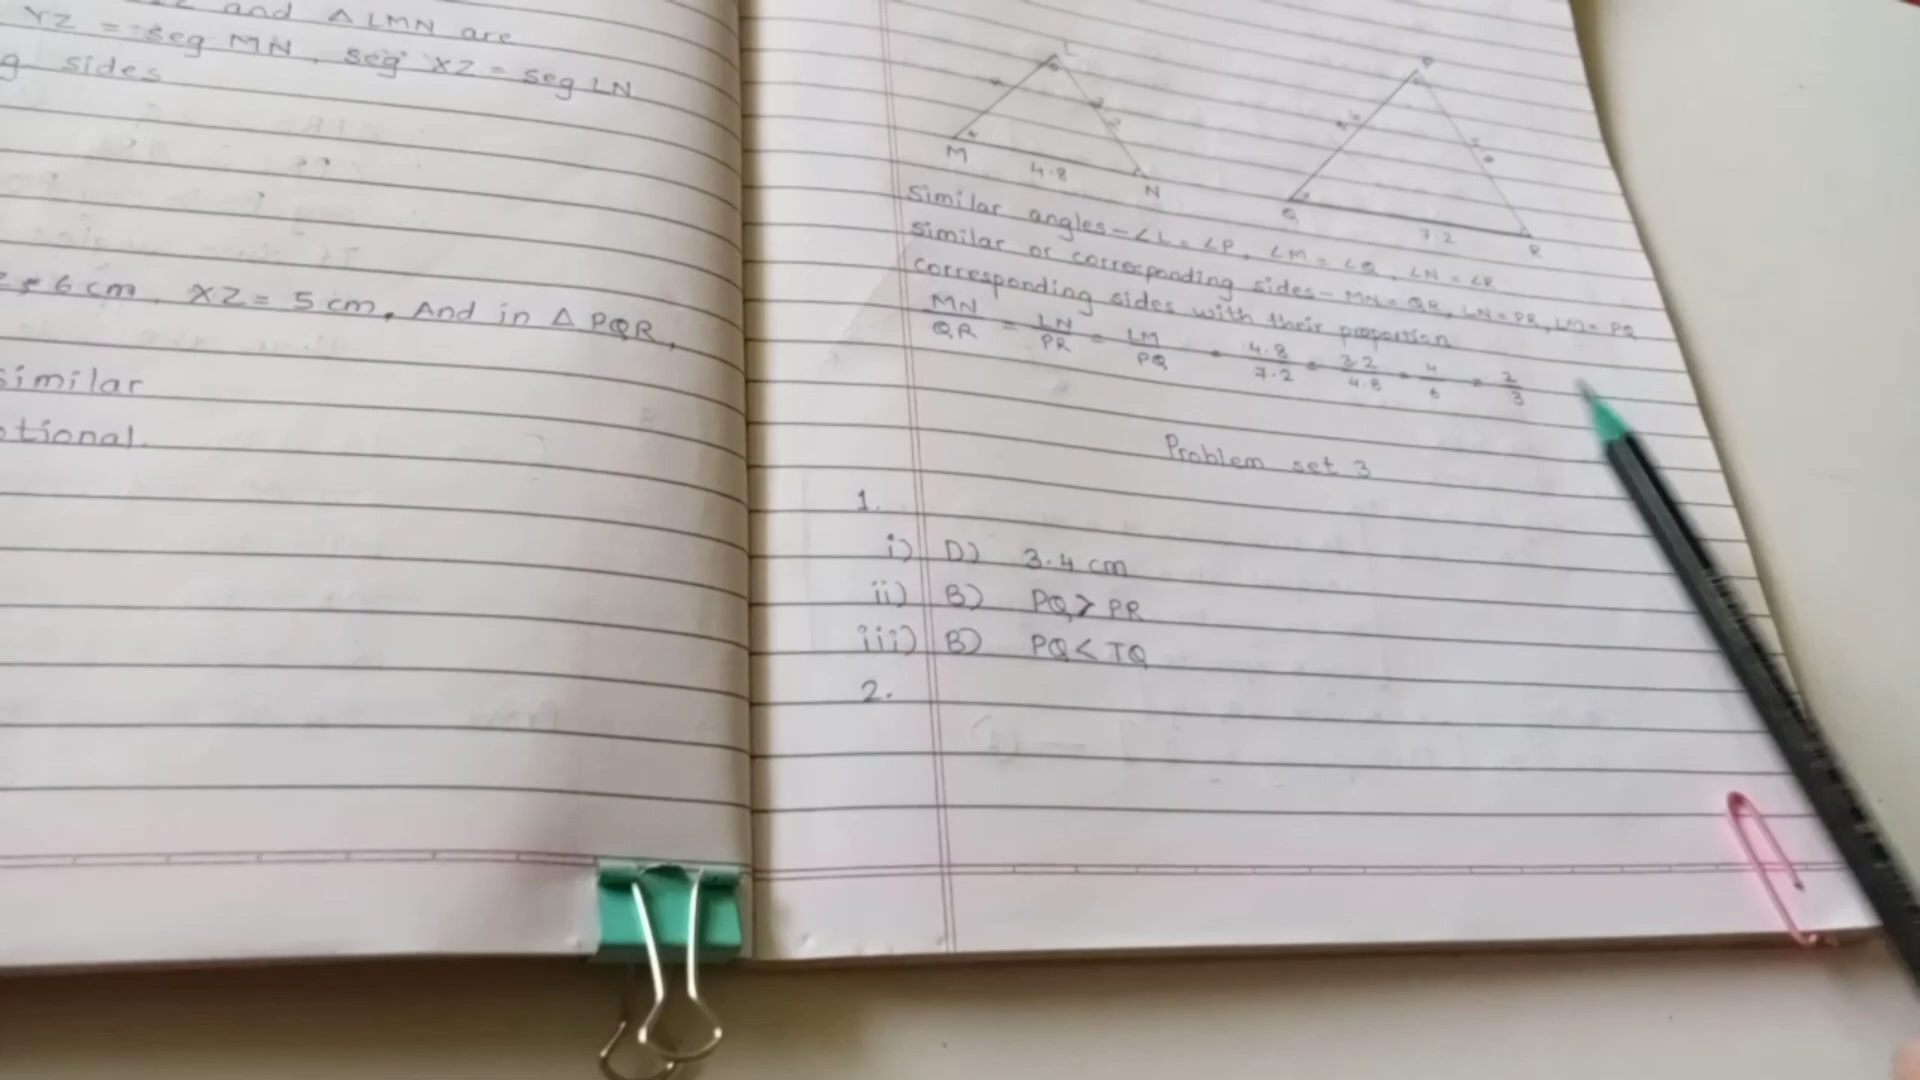 and △ LMN are
YZ = seg MN, seg XZ = seg LN
g sides
6 cm, XZ = 5 cm. And in △ PQR,
similar
otional.
L
P
M
4.8
N
Q
7.2
R
similar angles - ∠L = ∠P, ∠M = ∠Q, ∠N = ∠R
similar or corresponding sides - MN = QR, LN = PR, LM = PQ
corresponding sides with their proportion
MN/QR = LN/PR = LM/PQ = 4.8/7.2 = 3.2/4.8 = 4/6 = 2/3
Problem set 3
1.
i) D) 3.4 cm
ii) B) PQ > PR
iii) B) PQ < TQ
2.